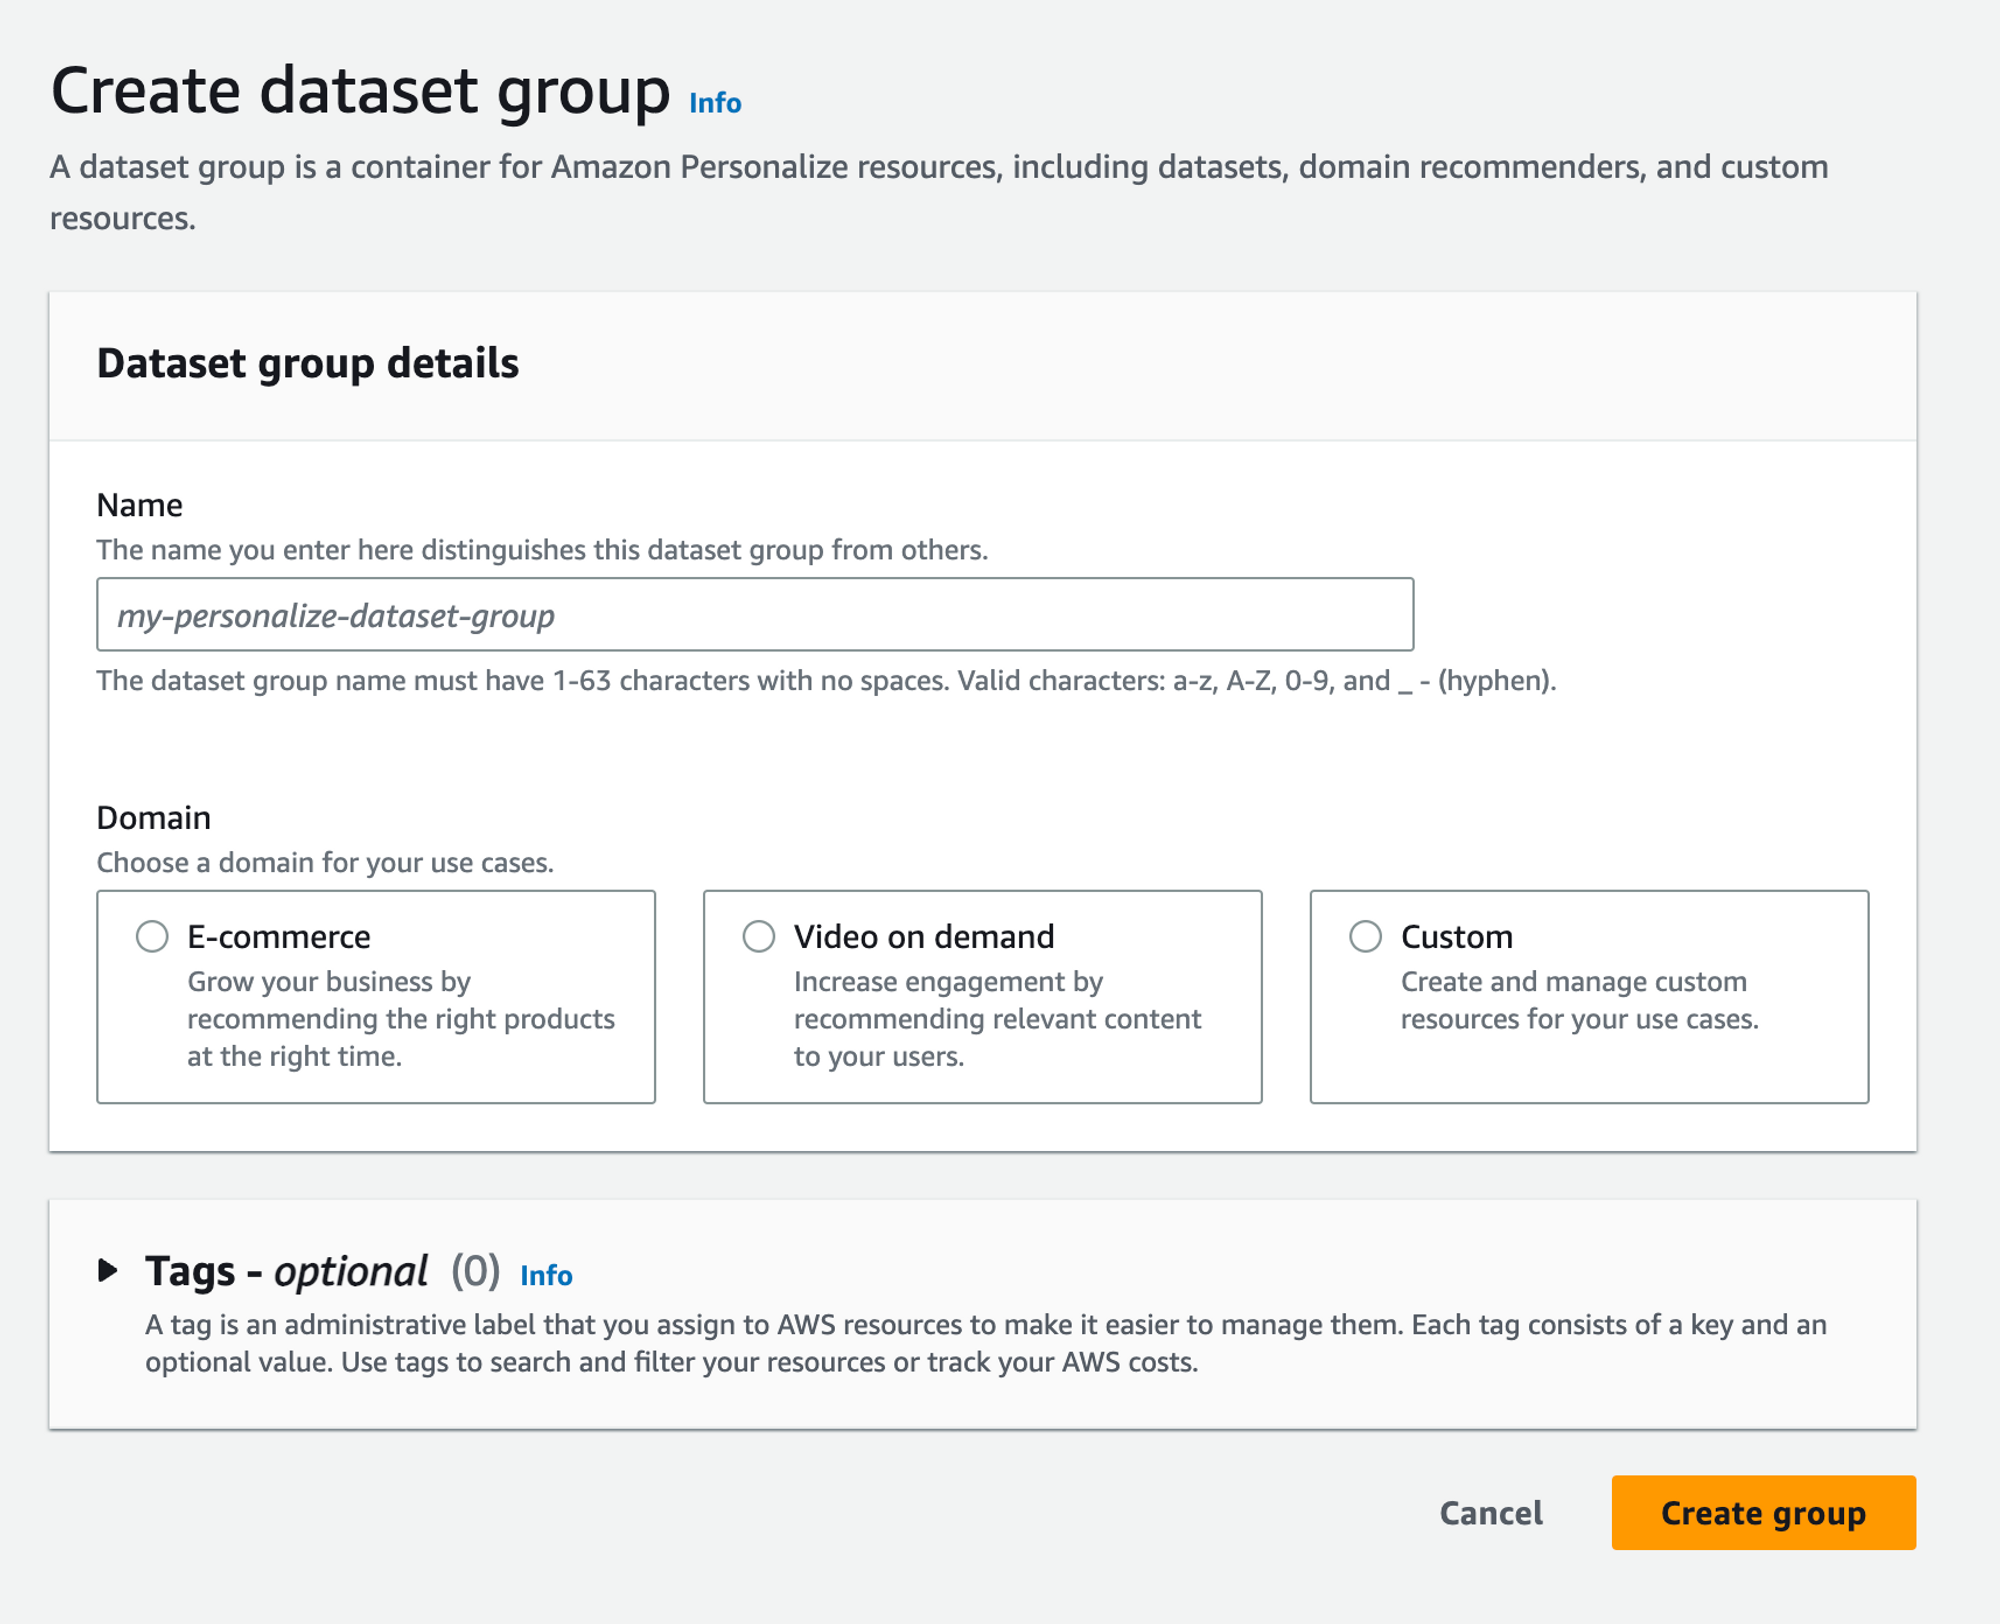 Create dataset group Info
A dataset group is a container for Amazon Personalize resources, including datasets, domain recommenders, and custom
resources.
Dataset group details
Name
The name you enter here distinguishes this dataset group from others.
my-personalize-dataset-group
The dataset group name must have 1-63 characters with no spaces. Valid characters: a-z, A-Z, 0-9, and _ - (hyphen).
Domain
Choose a domain for your use cases.
E-commerce
Grow your business by
recommending the right products
at the right time.
Video on demand
Increase engagement by
recommending relevant content
to your users.
Custom
Create and manage custom
resources for your use cases.
Tags - optional (0) Info
A tag is an administrative label that you assign to AWS resources to make it easier to manage them. Each tag consists of a key and an
optional value. Use tags to search and filter your resources or track your AWS costs.
Cancel
Create group